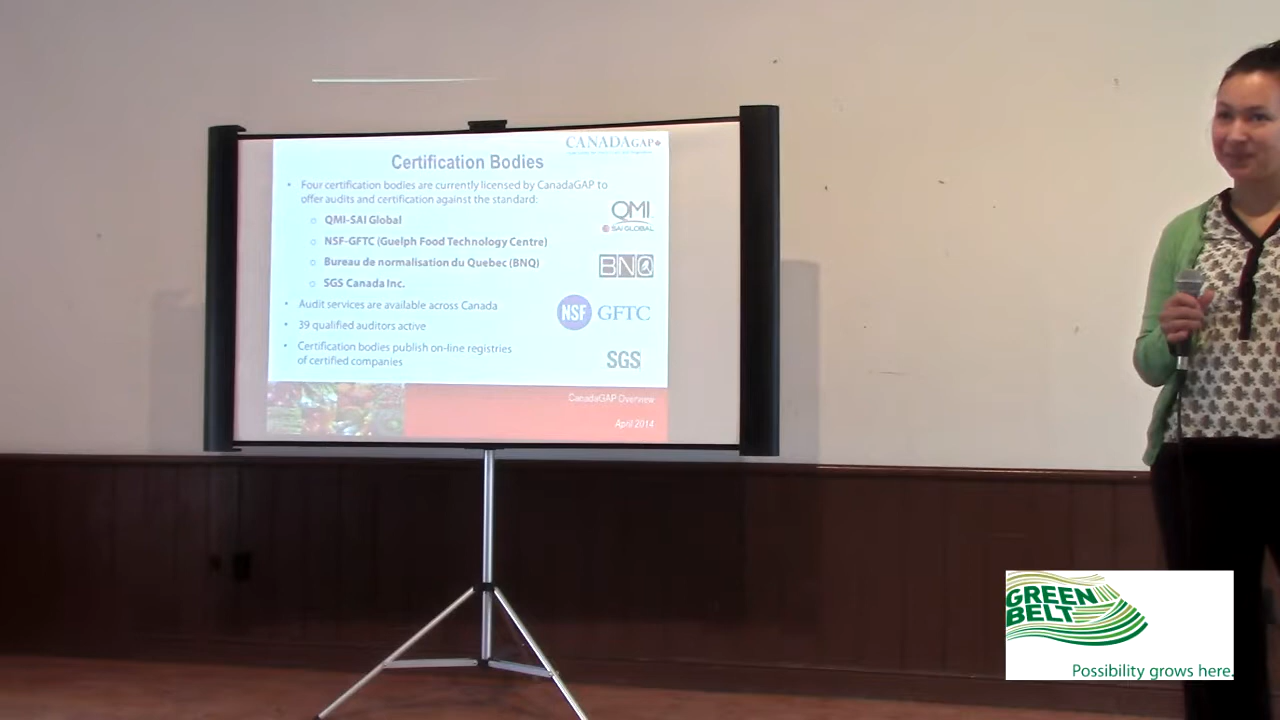 CANADAGAP
Certification Bodies
• Four certification bodies are currently licensed by CanadaGAP to
offer audits and certification against the standard:
o QMI-SAI Global
o NSF-GFTC (Guelph Food Technology Centre)
o Bureau de normalisation du Quebec (BNQ)
o SGS Canada Inc.
• Audit services are available across Canada
• 39 qualified auditors active
• Certification bodies publish on-line registries
of certified companies
QMI
SAI GLOBAL
BNQ
NSF GFTC
SGS
CanadaGAP Overview
April 2014
GREEN
BELT
Possibility grows here.